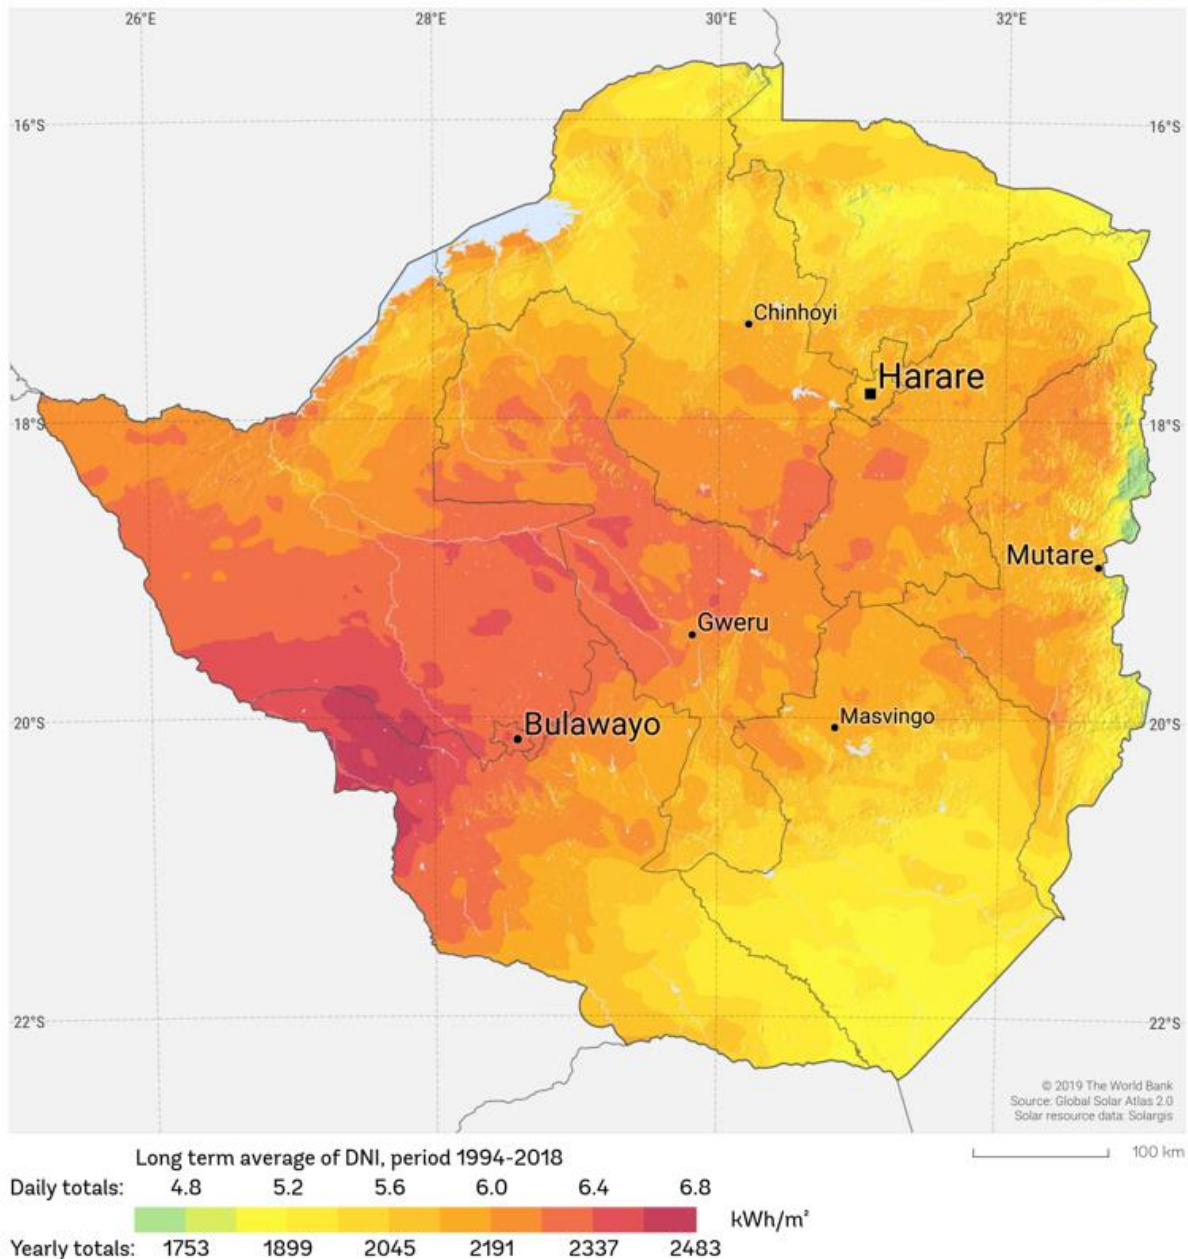 26°E 28°E 30°E 32°E
16°S 16°S
Chinhoyi
Harare
18°S 18°S
Mutare
Gweru
Masvingo
20°S 20°S
Bulawayo
22°S 22°S
© 2019 The World Bank
Source: Global Solar Atlas 2.0
Solar resource data: Solargis
100 km
Long term average of DNI, period 1994-2018
Daily totals: 4.8 5.2 5.6 6.0 6.4 6.8
kWh/m²
Yearly totals: 1753 1899 2045 2191 2337 2483